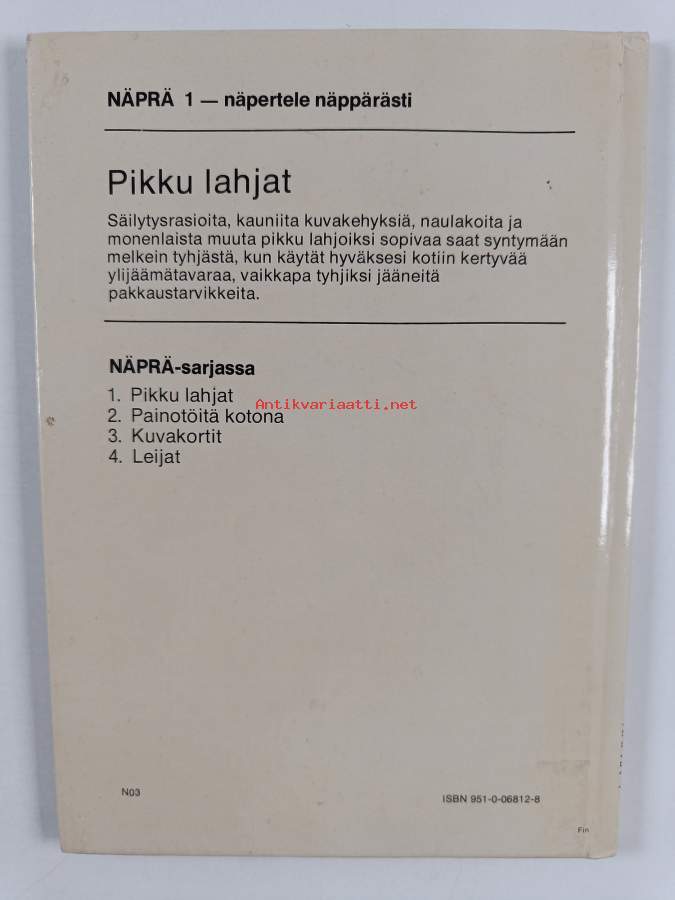 NÄPRÄ 1 — näpertele näppärästi
Pikku lahjat
Säilytysrasioita, kauniita kuvakehyksiä, naulakoita ja
monenlaista muuta pikku lahjoiksi sopivaa saat syntymään
melkein tyhjästä, kun käytät hyväksesi kotiin kertyvää
ylijäämätavaraa, vaikkapa tyhjiksi jääneitä
pakkaustarvikkeita.
NÄPRÄ-sarjassa
1. Pikku lahjat
Antikvariaatti.net
2. Painotöitä kotona
3. Kuvakortit
4. Leijat
N03
ISBN 951-0-06812-8
Fin